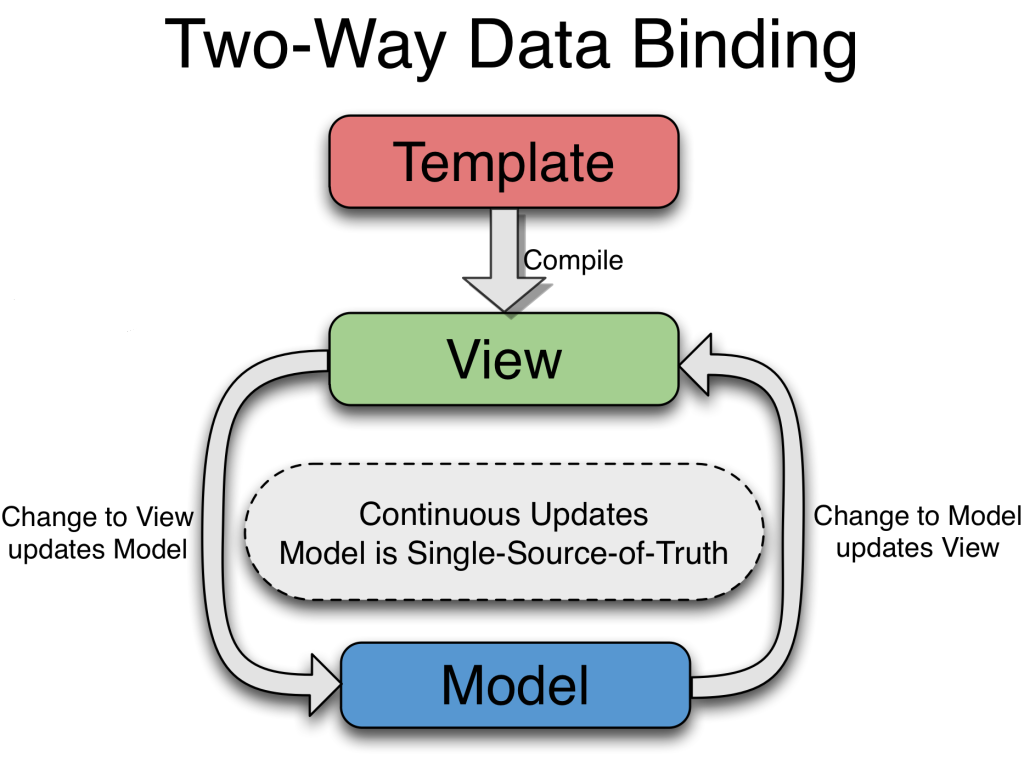 Two-Way Data Binding
Template
Compile
View
Change to View
updates Model
Continuous Updates
Model is Single-Source-of-Truth
Change to Model
updates View
Model